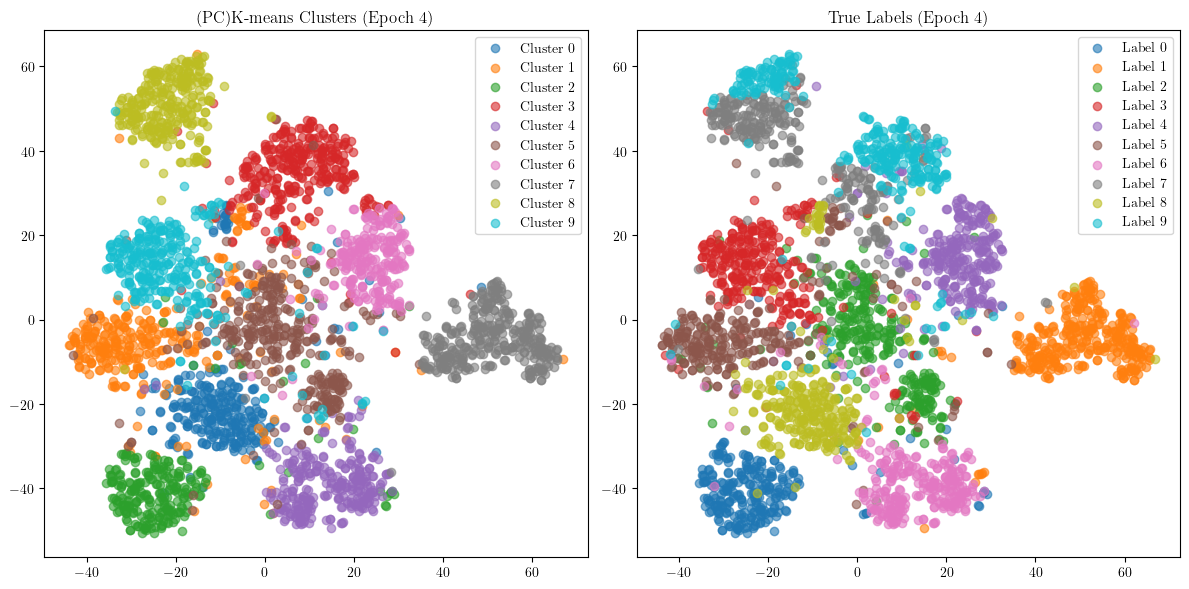 (PC)K-means Clusters (Epoch 4)
Cluster 0
Cluster 1
Cluster 2
Cluster 3
Cluster 4
Cluster 5
Cluster 6
Cluster 7
Cluster 8
Cluster 9
60
40
20
0
−20
−40
−40
−20
0
20
40
60
True Labels (Epoch 4)
Label 0
Label 1
Label 2
Label 3
Label 4
Label 5
Label 6
Label 7
Label 8
Label 9
60
40
20
0
−20
−40
−40
−20
0
20
40
60